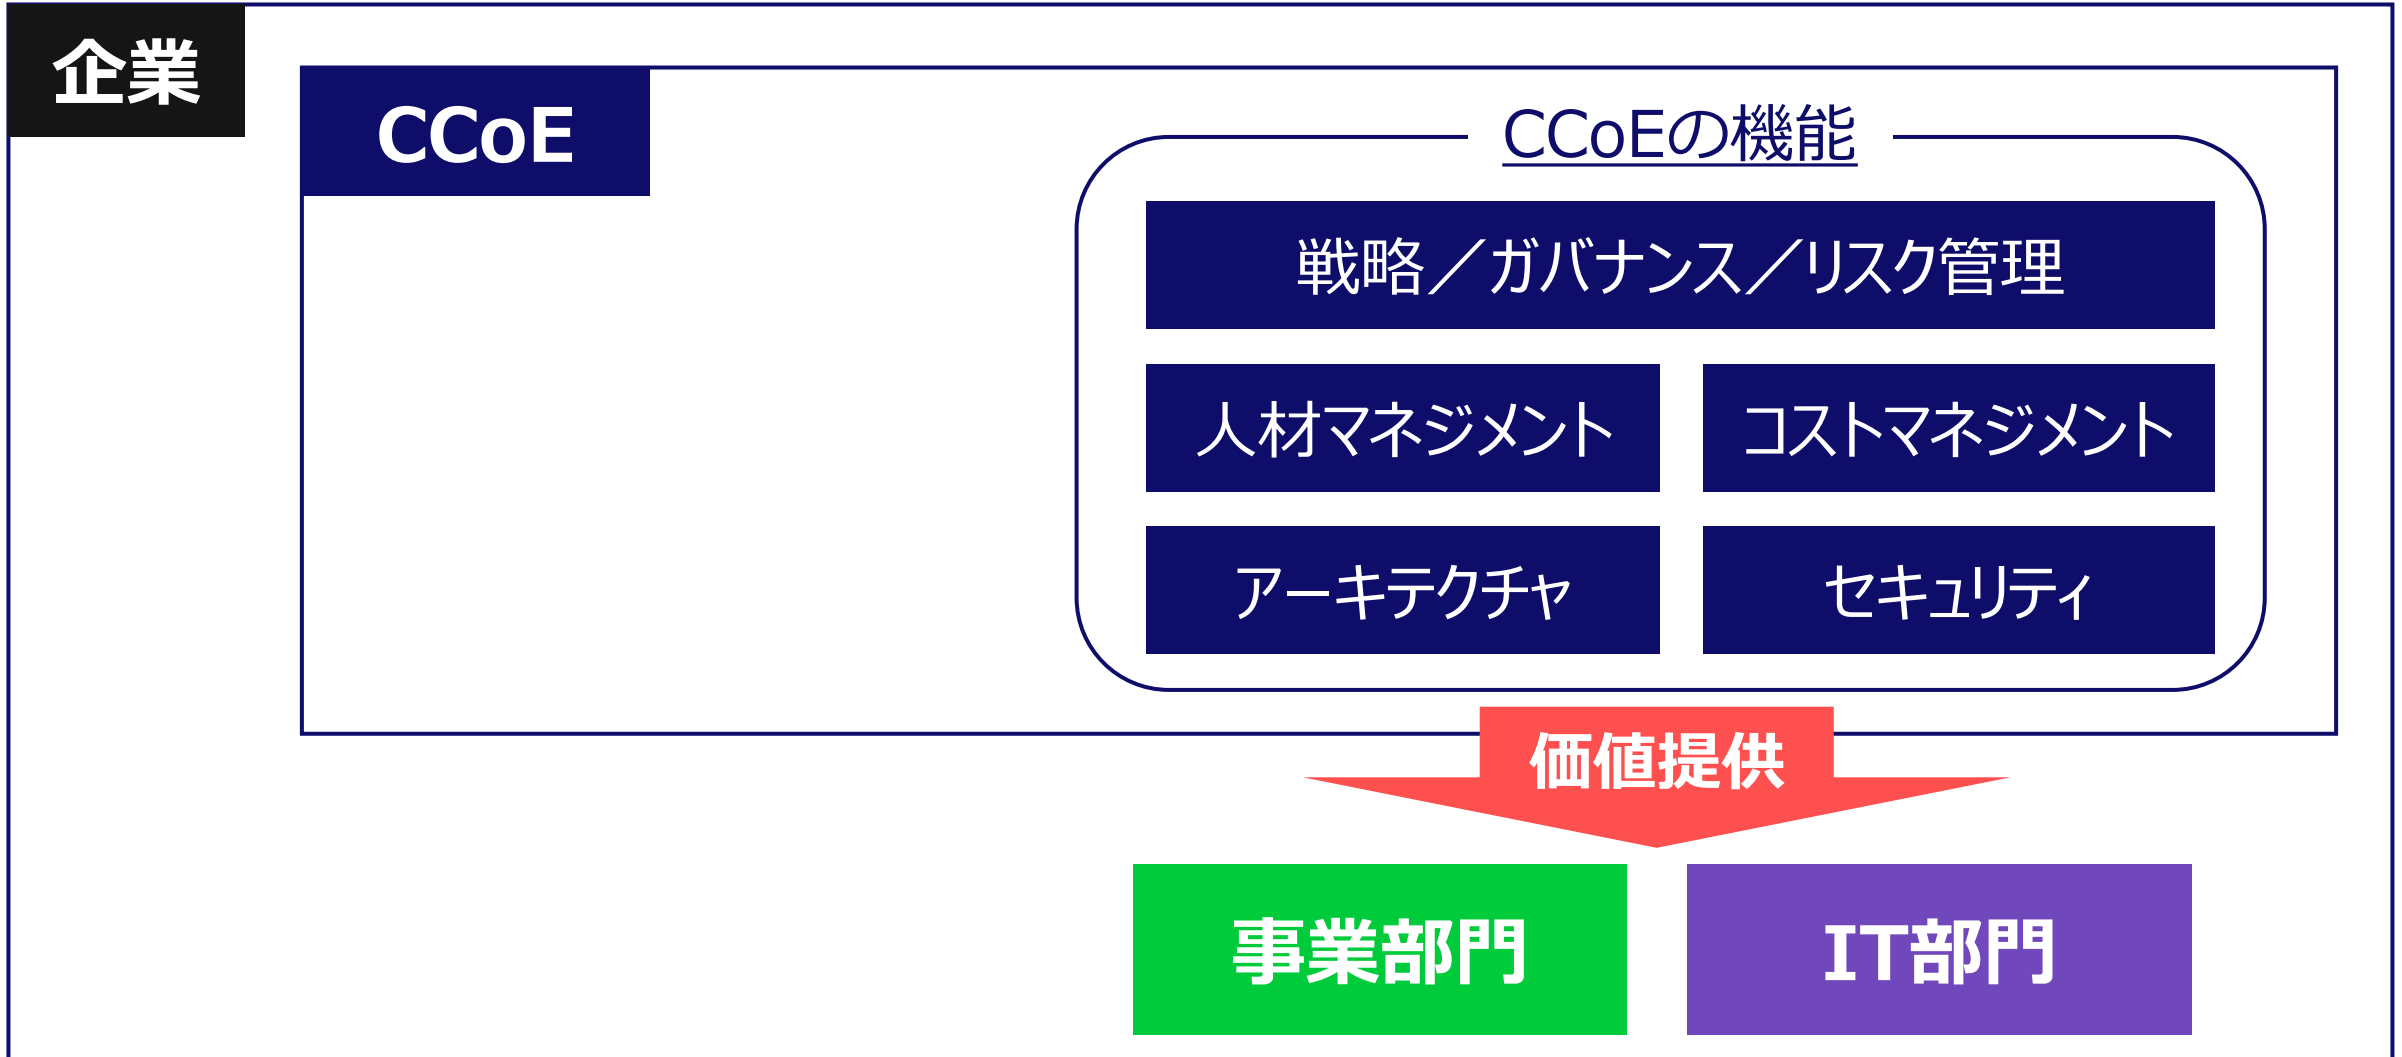 企業
CCoE
CCoEの機能
戦略／ガバナンス／リスク管理
人材マネジメント
コストマネジメント
アーキテクチャ
セキュリティ
価値提供
事業部門
IT部門